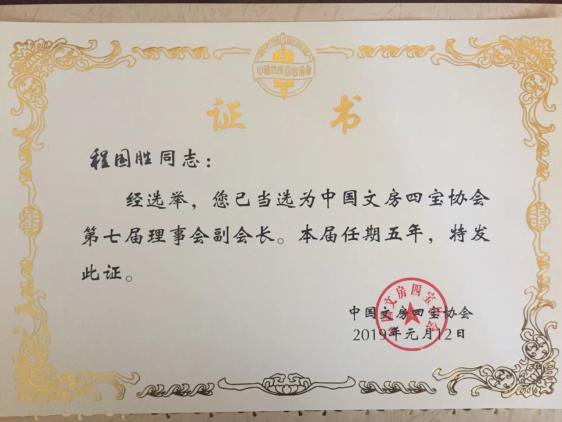 证书
程国胜同志：
经选举，您已当选为中国文房四宝协会
第七届理事会副会长。本届任期五年，特发
此证。
中国文房四宝协会
2019年元月12日